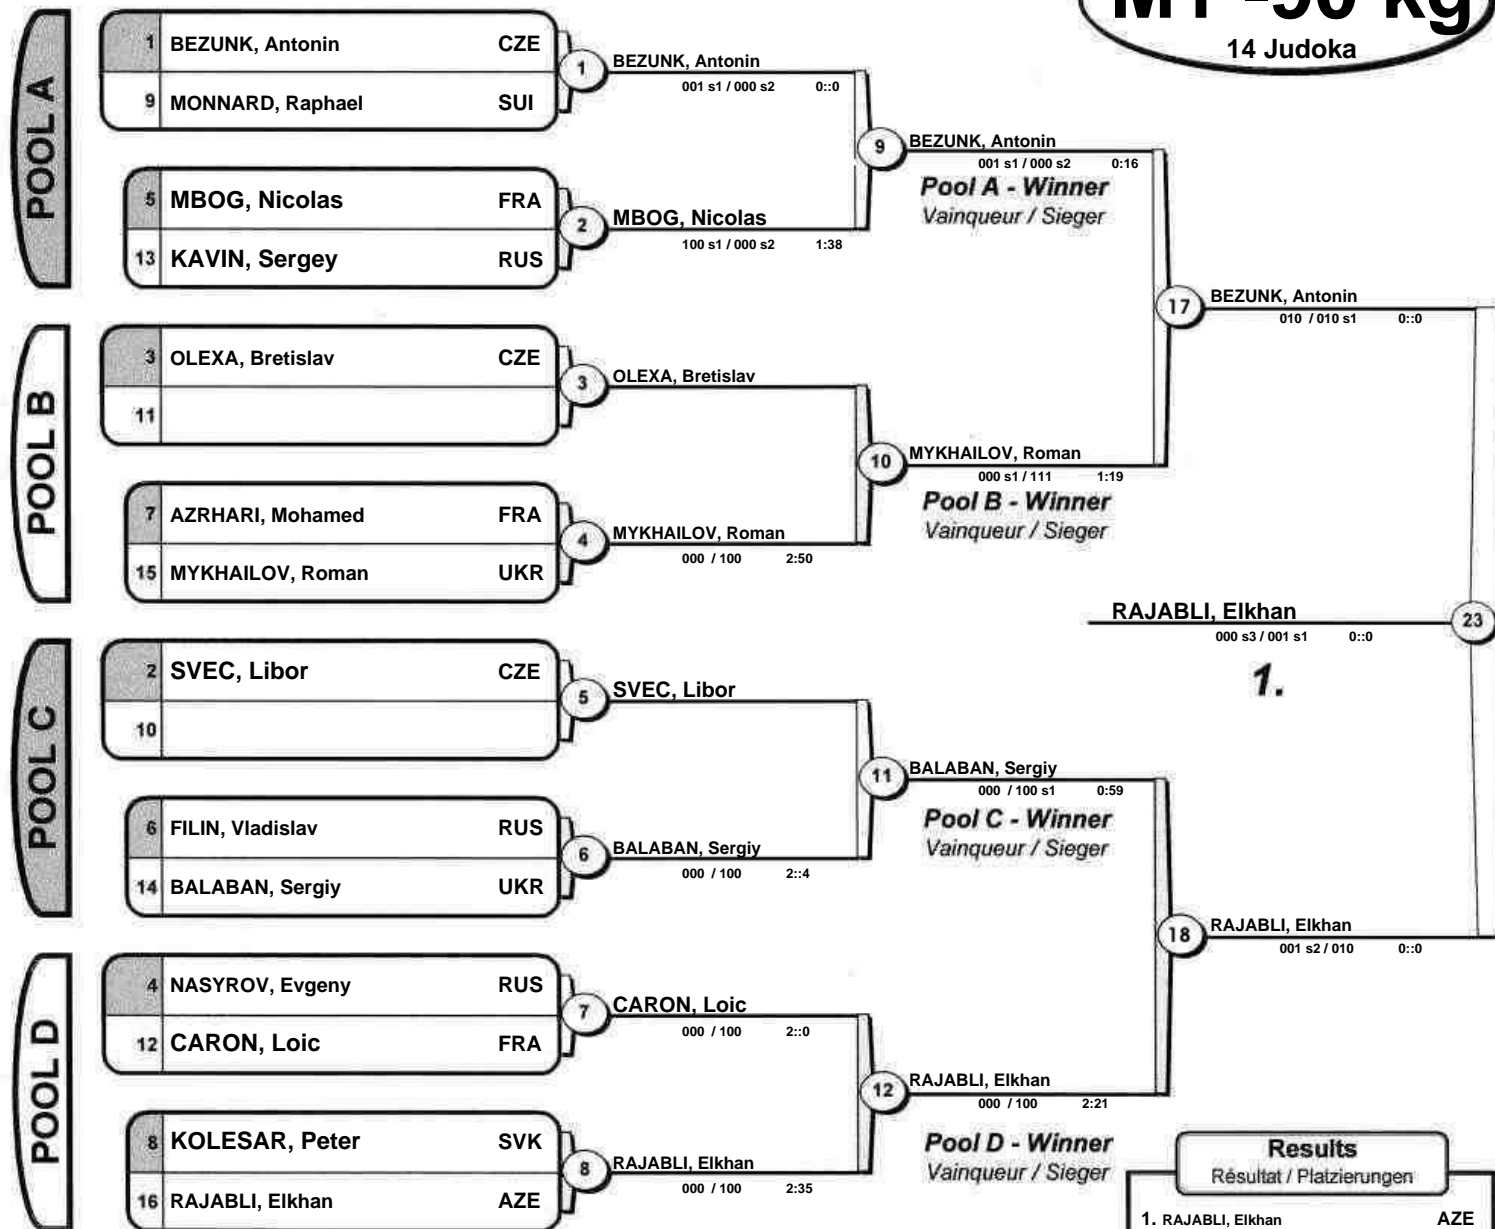 M1 -90 kg
14 Judoka
POOL A
1 BEZUNK, Antonin CZE
9 MONNARD, Raphael SUI
1
BEZUNK, Antonin
001 s1 / 000 s2 0::0
5 MBOG, Nicolas FRA
13 KAVIN, Sergey RUS
2
MBOG, Nicolas
100 s1 / 000 s2 1:38
9
BEZUNK, Antonin
001 s1 / 000 s2 0:16
Pool A - Winner
Vainqueur / Sieger
POOL B
3 OLEXA, Bretislav CZE
11
3
OLEXA, Bretislav
7 AZRHARI, Mohamed FRA
15 MYKHAILOV, Roman UKR
4
MYKHAILOV, Roman
000 / 100 2:50
10
MYKHAILOV, Roman
000 s1 / 111 1:19
Pool B - Winner
Vainqueur / Sieger
17
BEZUNK, Antonin
010 / 010 s1 0::0
RAJABLI, Elkhan
23
000 s3 / 001 s1 0::0
1.
POOL C
2 SVEC, Libor CZE
10
5
SVEC, Libor
6 FILIN, Vladislav RUS
14 BALABAN, Sergiy UKR
6
BALABAN, Sergiy
000 / 100 2::4
11
BALABAN, Sergiy
000 / 100 s1 0:59
Pool C - Winner
Vainqueur / Sieger
18
RAJABLI, Elkhan
001 s2 / 010 0::0
POOL D
4 NASYROV, Evgeny RUS
12 CARON, Loic FRA
7
CARON, Loic
000 / 100 2::0
8 KOLESAR, Peter SVK
16 RAJABLI, Elkhan AZE
8
RAJABLI, Elkhan
000 / 100 2:35
12
RAJABLI, Elkhan
000 / 100 2:21
Pool D - Winner
Vainqueur / Sieger
Results
Résultat / Platzierungen
1. RAJABLI, Elkhan AZE